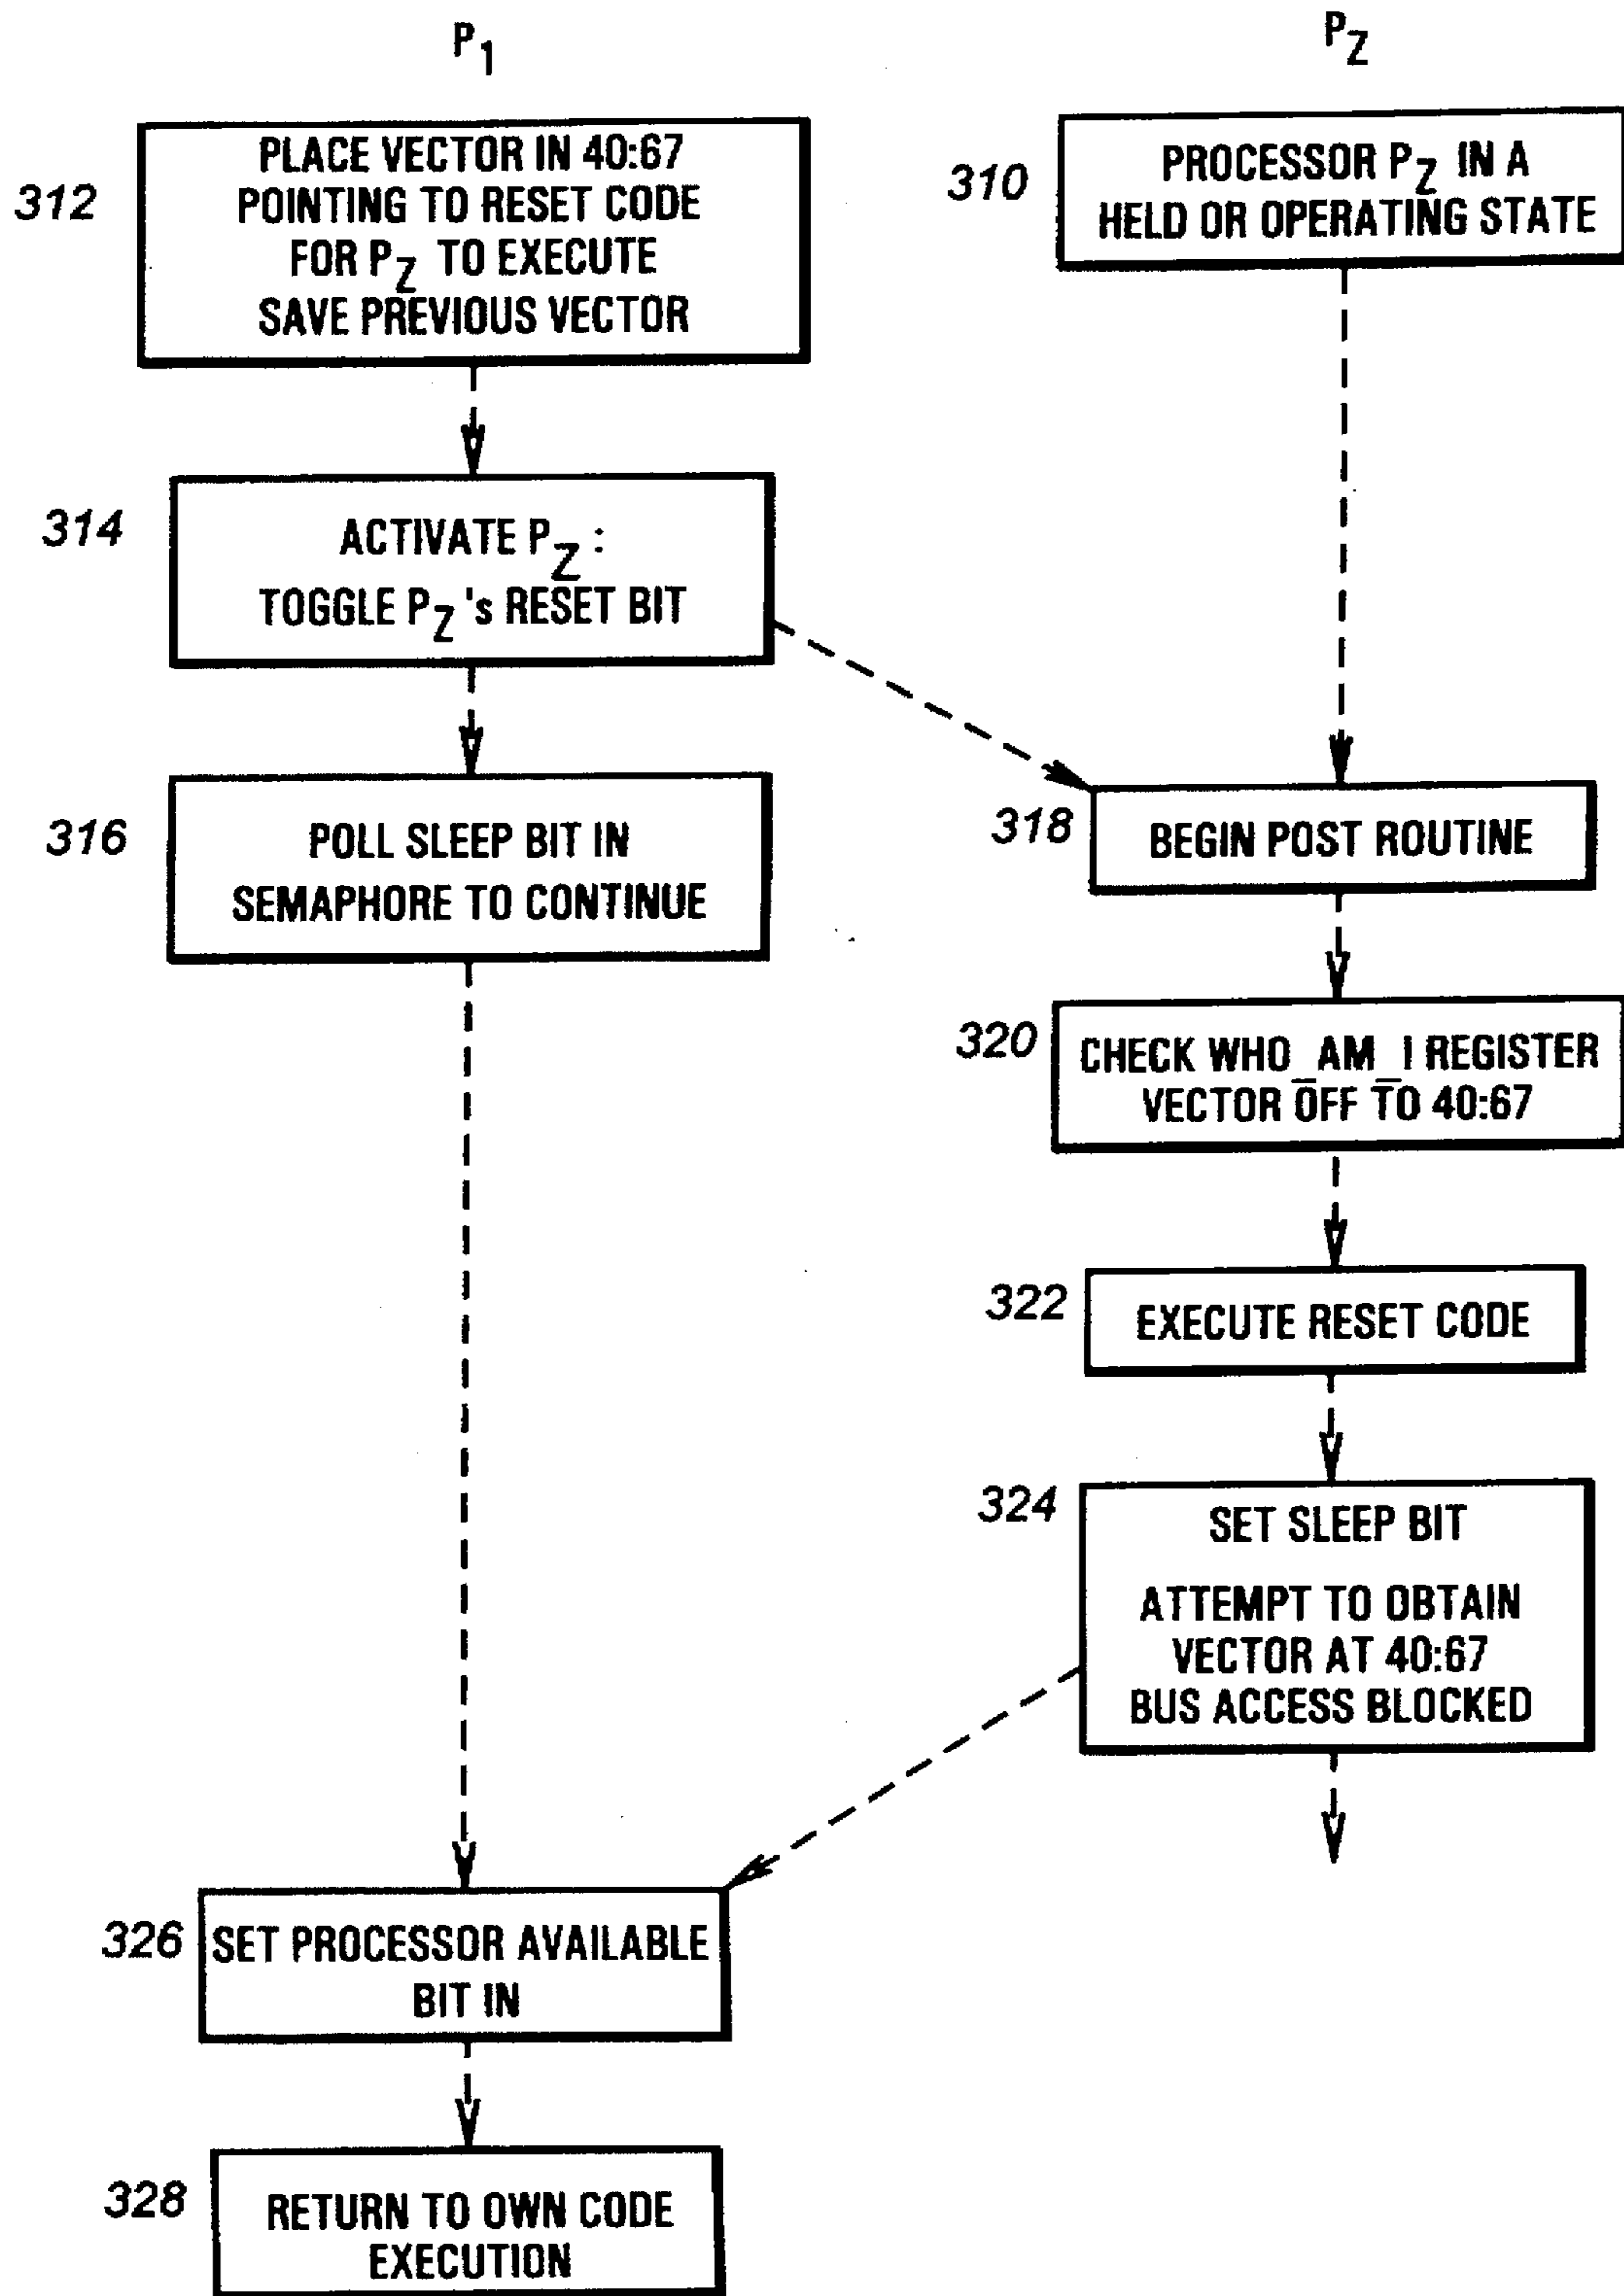 P1
PZ
312
PLACE VECTOR IN 40:67
POINTING TO RESET CODE
FOR PZ TO EXECUTE
SAVE PREVIOUS VECTOR
310
PROCESSOR PZ IN A
HELD OR OPERATING STATE
314
ACTIVATE PZ :
TOGGLE PZ 's RESET BIT
316
POLL SLEEP BIT IN
SEMAPHORE TO CONTINUE
318
BEGIN POST ROUTINE
320
CHECK WHO_AM_I REGISTER
VECTOR OFF TO 40:67
322
EXECUTE RESET CODE
324
SET SLEEP BIT
ATTEMPT TO OBTAIN
VECTOR AT 40:67
BUS ACCESS BLOCKED
326
SET PROCESSOR AVAILABLE
BIT IN
328
RETURN TO OWN CODE
EXECUTION